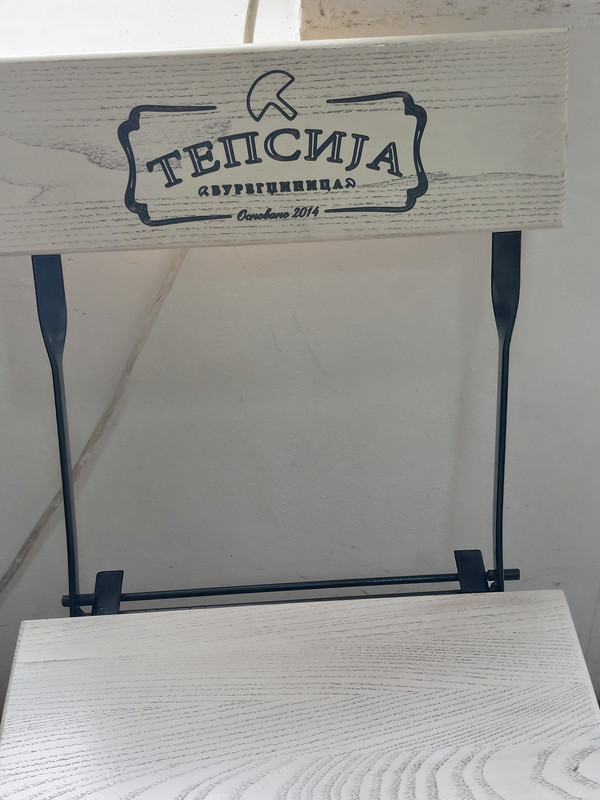 ТЕПСИЈА
БУРЕГЏИНИЦА
Основано 2014